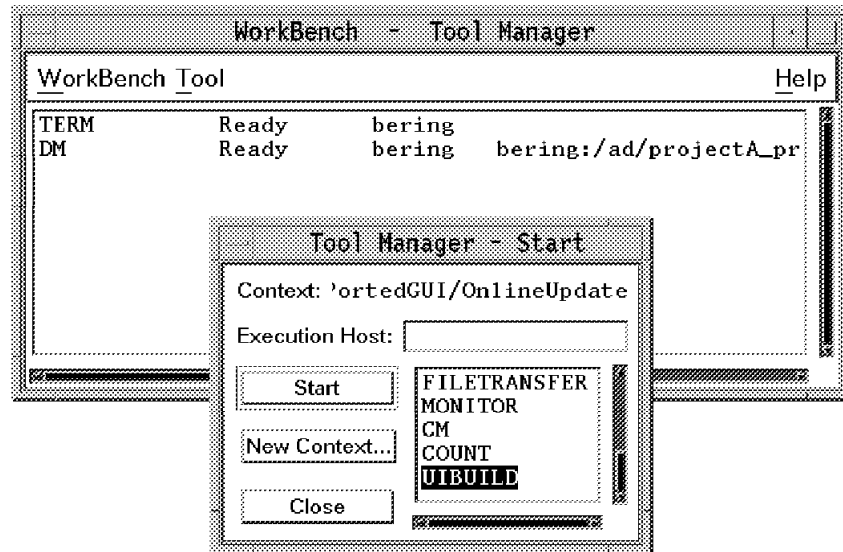 WorkBench - Tool Manager
WorkBench Tool Help
TERM Ready bering
DM Ready bering bering:/ad/projectA_pr
Tool Manager - Start
Context: 'ortedGUI/OnlineUpdate
Execution Host:
Start
New Context...
Close
FILETRANSFER
MONITOR
CM
COUNT
UIBUILD